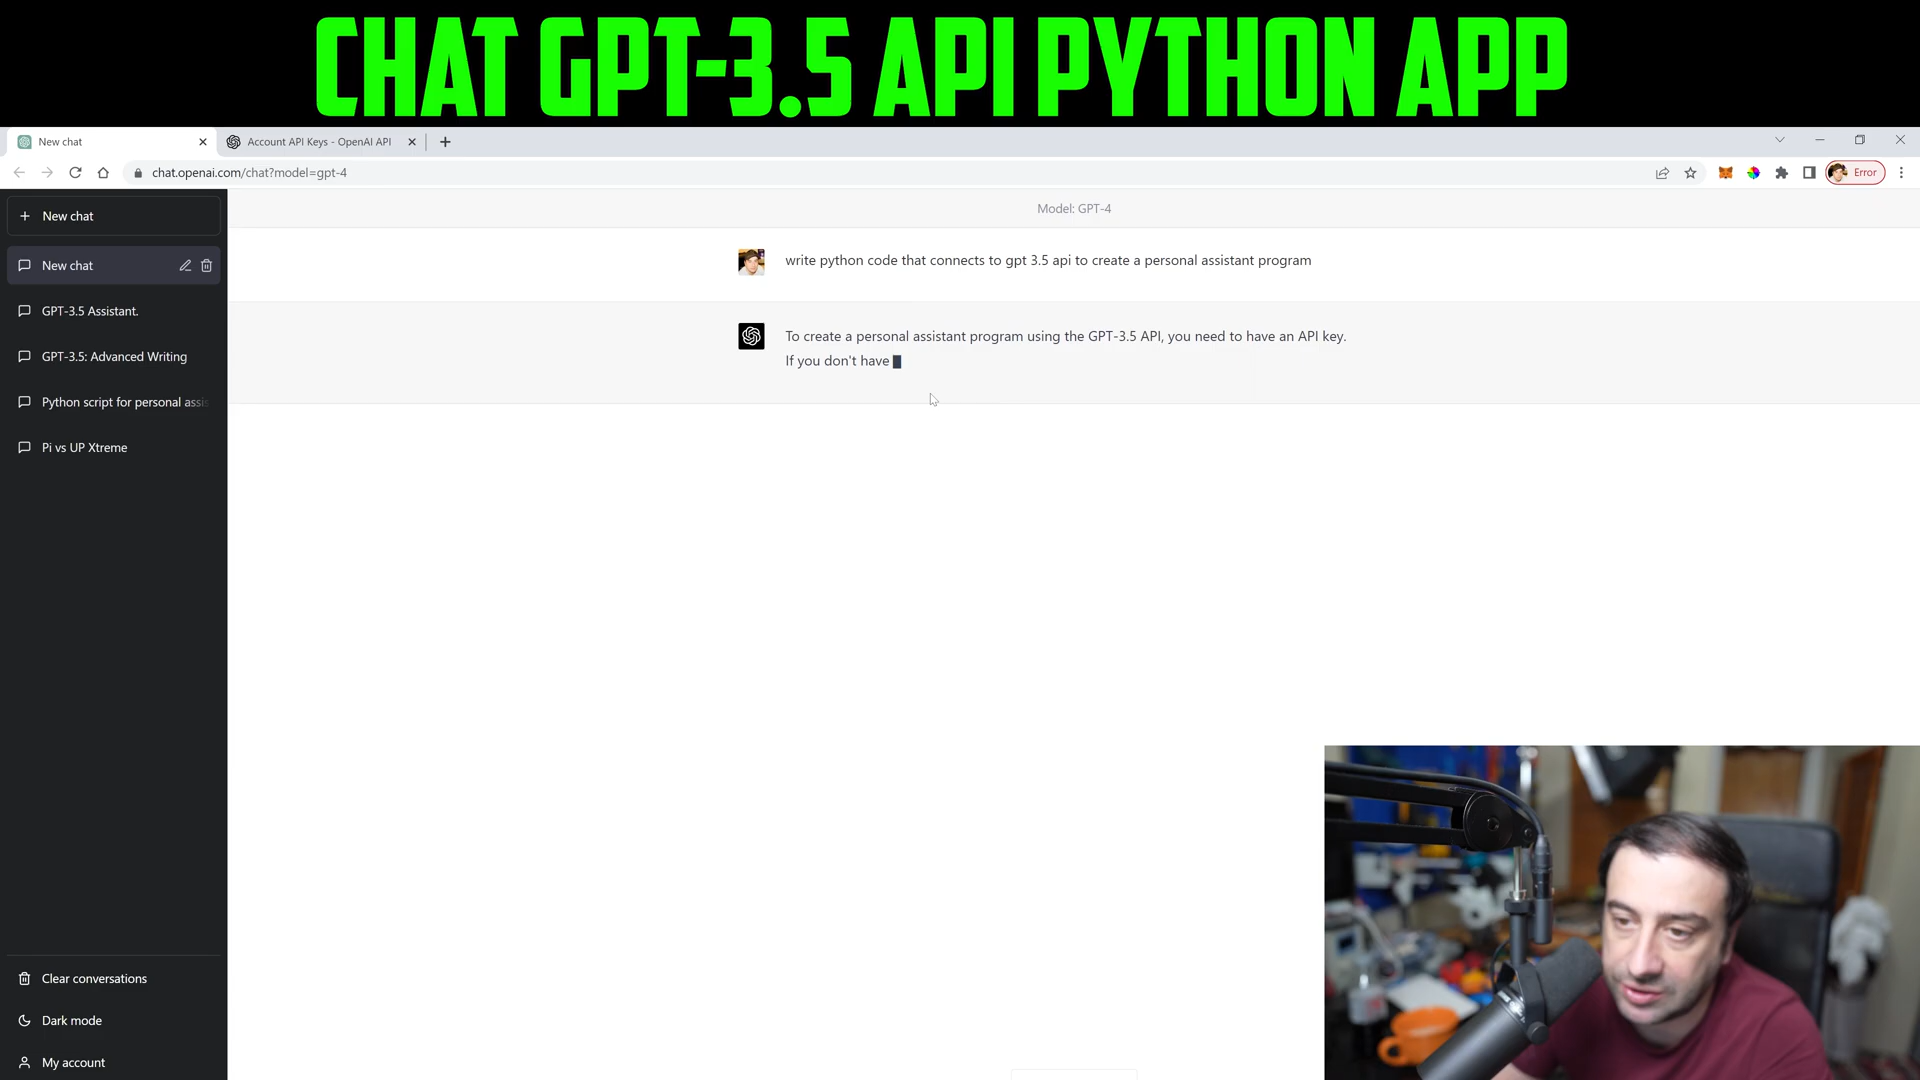 CHAT GPT-3.5 API PYTHON APP
New chat
Account API Keys - OpenAI API
chat.openai.com/chat?model=gpt-4
Error
New chat
New chat
GPT-3.5 Assistant.
GPT-3.5: Advanced Writing
Python script for personal assis
Pi vs UP Xtreme
Clear conversations
Dark mode
My account
Model: GPT-4
write python code that connects to gpt 3.5 api to create a personal assistant program
To create a personal assistant program using the GPT-3.5 API, you need to have an API key.
If you don't have